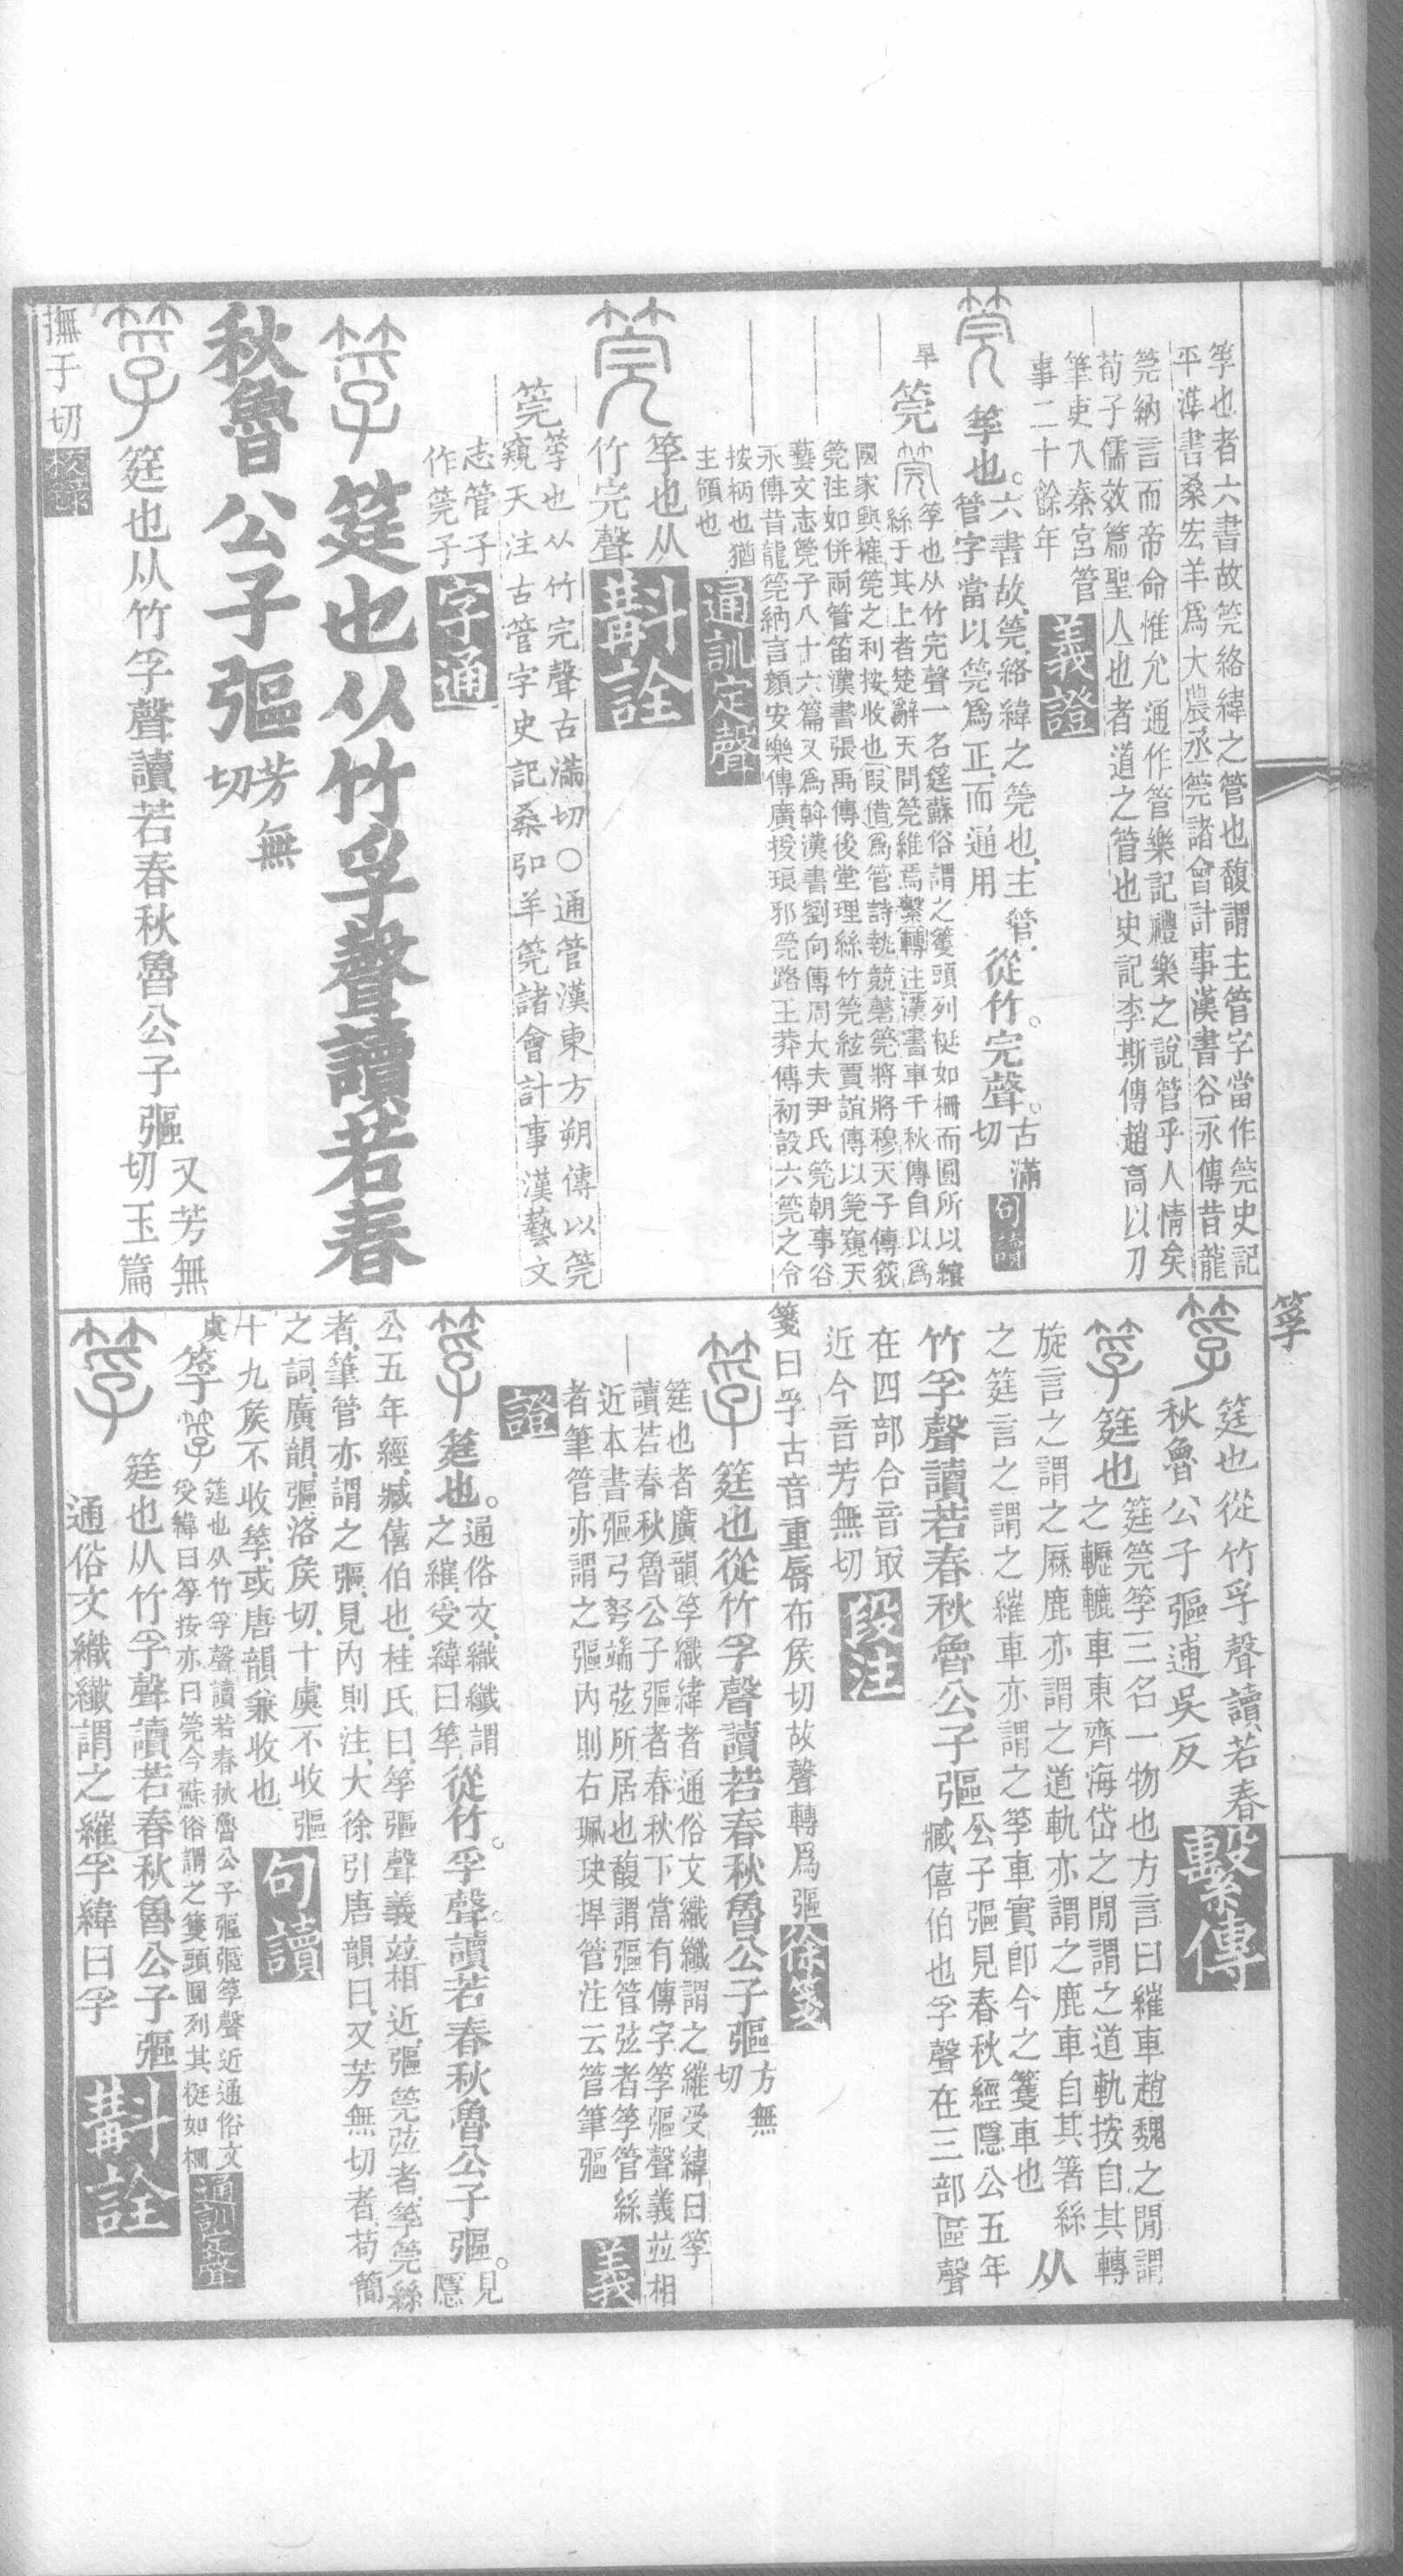 筟也者六書故筦絡緯之管也馥謂主管字當作筦史記
平準書桑宏羊爲大農丞筦諸會計事漢書谷永傳昔龍
筦納言而帝命惟允通作管樂記禮樂之說管乎人情矣
荀子儒效篇聖人也者道之管也史記李斯傳趙高以刀
筆吏入秦宮管
事二十餘年
義證
筦
筟也。六書故筦絡緯之筦也主管
管字當以筦爲正而通用
從竹。完聲。古滿
切
句讀
筦
筟也从竹完聲一名筳蘇俗謂之籆頭列梃如柵而圓所以繀
絲于其上者楚辭天問筦維焉繫轉注漢書車千秋傳自以爲
國家興榷筦之利按收也叚借爲管詩執競磬筦將將穆天子傳荻
筦注如併兩管笛漢書張禹傳後堂理絲竹筦絃賈誼傳以筦窺天
藝文志筦子八十六篇又爲斡漢書劉向傳周大夫尹氏筦朝事谷
永傳昔龍筦納言顏安樂傳廣授琅邪筦路王莽傳初設六筦之令
按柄也猶
主領也
通訓定聲
筟也从
竹完聲
斠詮
筦
筟也从竹完聲古滿切〇通管漢東方朔傳以筦
窺天注古管字史記桑弘羊筦諸會計事漢藝文
志管子
作筦子
字通
筟
筳也从竹孚聲讀若春
秋魯公子彄芳無
切
筳也从竹孚聲讀若春秋魯公子彄又芳無
切玉篇
撫于切
校錄
筟
筳也從竹孚聲讀若春
秋魯公子彄逋吳反
繫傳
筟
筳也
筳筦筟三名一物也方言曰繀車趙魏之閒謂
之轣轆車東齊海岱之閒謂之道軌按自其轉
旋言之謂之厤鹿亦謂之道軌亦謂之鹿車自其箸絲
之筳言之謂之繀車亦謂之筟車實卽今之籆車也从
竹孚聲讀若春秋魯公子彄公子彄見春秋經隱公五年
臧僖伯也孚聲在三部區聲
在四部合音冣
近今音芳無切
段注
箋曰孚古音重脣布侯切故聲轉爲彄
徐箋
筟
筳也從竹孚聲讀若春秋魯公子彄方無
切
筳也者廣韻筟織緯者通俗文織纖謂之繀受緯曰筟
讀若春秋魯公子彄者春秋下當有傳字筟彄聲義竝相
近本書彄弓弩端弦所居也馥謂彄管弦者筟管絲
者筆管亦謂之彄內則右珮玦捍管注云管筆彄
義
證
筟
筳也。通俗文織纖謂
之繀受緯曰筟從竹。孚聲。讀若春秋魯公子彄。見
隱
公五年經臧僖伯也桂氏曰筟彄聲義竝相近彄筦弦者筟筦絲
者筆管亦謂之彄見內則注大徐引唐韻曰又芳無切者苟簡
之詞廣韻彄洛侯切十虞不收彄
十九侯不收筟或唐韻兼收也
句讀
虞
筟
筳也从竹孚聲讀若春秋魯公子彄彄筟聲近通俗文
受緯曰筟按亦曰筦今蘇俗謂之籆頭圓列其梃如柵
通訓定聲
筳也从竹孚聲讀若春秋魯公子彄
通俗文織纖謂之繀孚緯曰孚
斠詮
筟